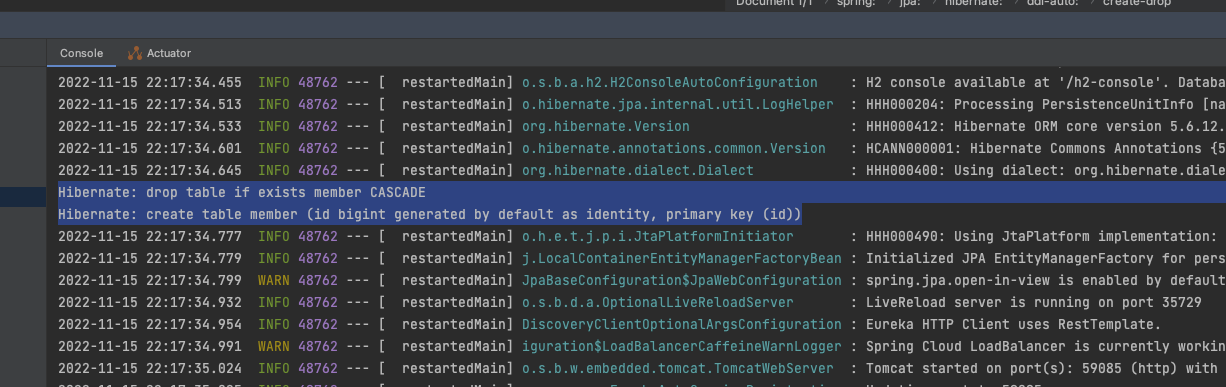 Document 1/1 › spring: › jpa: › hibernate: › ddl-auto: › create-drop
Console Actuator
2022-11-15 22:17:34.455 INFO 48762 --- [ restartedMain] o.s.b.a.h2.H2ConsoleAutoConfiguration : H2 console available at '/h2-console'. Databa
2022-11-15 22:17:34.513 INFO 48762 --- [ restartedMain] o.hibernate.jpa.internal.util.LogHelper : HHH000204: Processing PersistenceUnitInfo [na
2022-11-15 22:17:34.533 INFO 48762 --- [ restartedMain] org.hibernate.Version : HHH000412: Hibernate ORM core version 5.6.12.
2022-11-15 22:17:34.601 INFO 48762 --- [ restartedMain] o.hibernate.annotations.common.Version : HCANN000001: Hibernate Commons Annotations {5
2022-11-15 22:17:34.645 INFO 48762 --- [ restartedMain] org.hibernate.dialect.Dialect : HHH000400: Using dialect: org.hibernate.diale
Hibernate: drop table if exists member CASCADE
Hibernate: create table member (id bigint generated by default as identity, primary key (id))
2022-11-15 22:17:34.777 INFO 48762 --- [ restartedMain] o.h.e.t.j.p.i.JtaPlatformInitiator : HHH000490: Using JtaPlatform implementation:
2022-11-15 22:17:34.779 INFO 48762 --- [ restartedMain] j.LocalContainerEntityManagerFactoryBean : Initialized JPA EntityManagerFactory for pers
2022-11-15 22:17:34.799 WARN 48762 --- [ restartedMain] JpaBaseConfiguration$JpaWebConfiguration : spring.jpa.open-in-view is enabled by default
2022-11-15 22:17:34.932 INFO 48762 --- [ restartedMain] o.s.b.d.a.OptionalLiveReloadServer : LiveReload server is running on port 35729
2022-11-15 22:17:34.954 INFO 48762 --- [ restartedMain] DiscoveryClientOptionalArgsConfiguration : Eureka HTTP Client uses RestTemplate.
2022-11-15 22:17:34.991 WARN 48762 --- [ restartedMain] iguration$LoadBalancerCaffeineWarnLogger : Spring Cloud LoadBalancer is currently workin
2022-11-15 22:17:35.024 INFO 48762 --- [ restartedMain] o.s.b.w.embedded.tomcat.TomcatWebServer : Tomcat started on port(s): 59085 (http) with